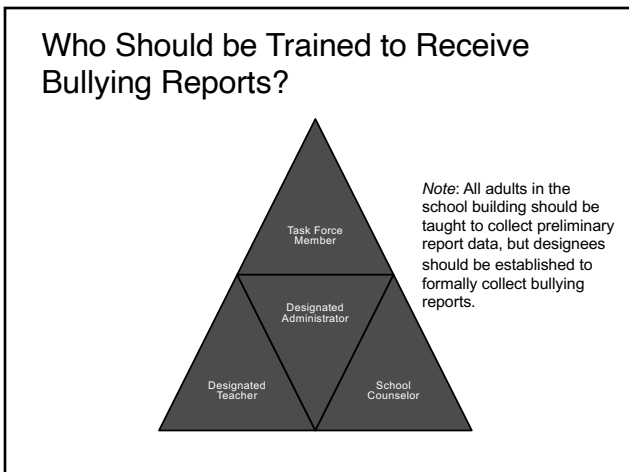 Who Should be Trained to Receive
Bullying Reports?
Task Force
Member
Designated
Administrator
Designated
Teacher
School
Counselor
Note: All adults in the
school building should be
taught to collect preliminary
report data, but designees
should be established to
formally collect bullying
reports.